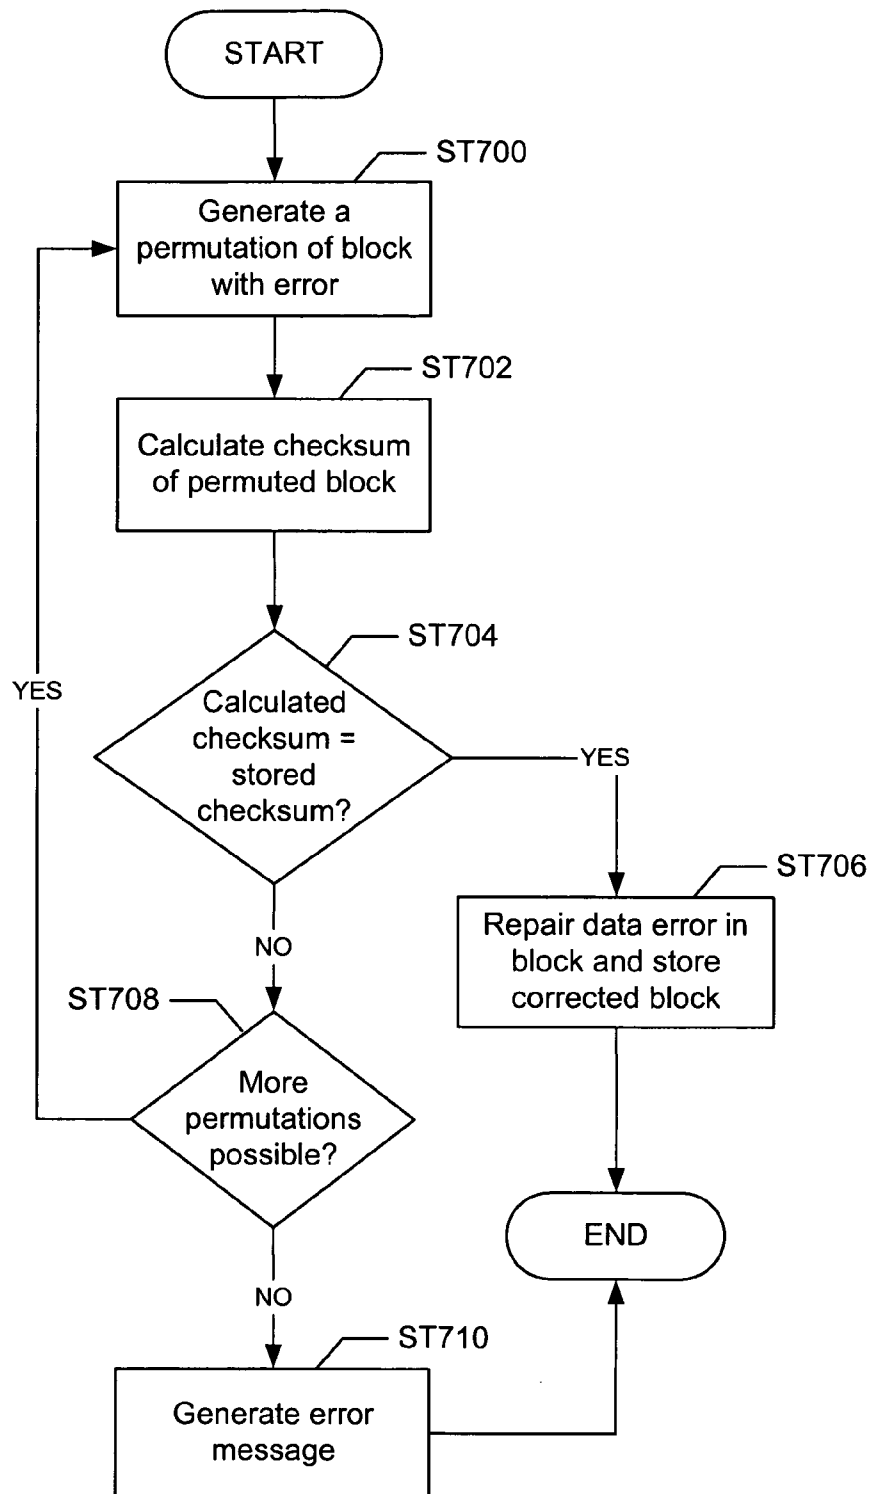 START
ST700
Generate a
permutation of block
with error
ST702
Calculate checksum
of permuted block
ST704
Calculated
checksum =
stored
checksum?
YES
YES
ST706
Repair data error in
block and store
corrected block
NO
ST708
More
permutations
possible?
END
NO
ST710
Generate error
message